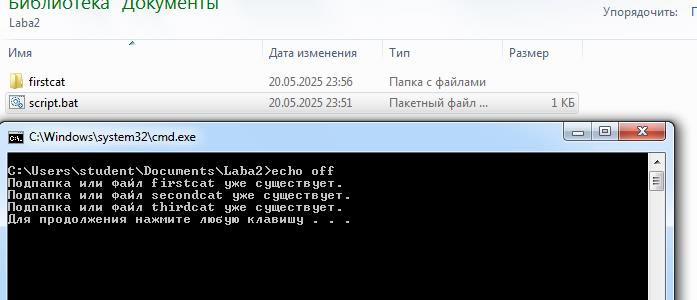 Библиотека "Документы"
Laba2
Упорядочить:
Имя Дата изменения Тип Размер
firstcat 20.05.2025 23:56 Папка с файлами
script.bat 20.05.2025 23:51 Пакетный файл ... 1 КБ
C:\Windows\system32\cmd.exe
C:\Users\student\Documents\Laba2>echo off
Подпапка или файл firstcat уже существует.
Подпапка или файл secondcat уже существует.
Подпапка или файл thirdcat уже существует.
Для продолжения нажмите любую клавишу . . .